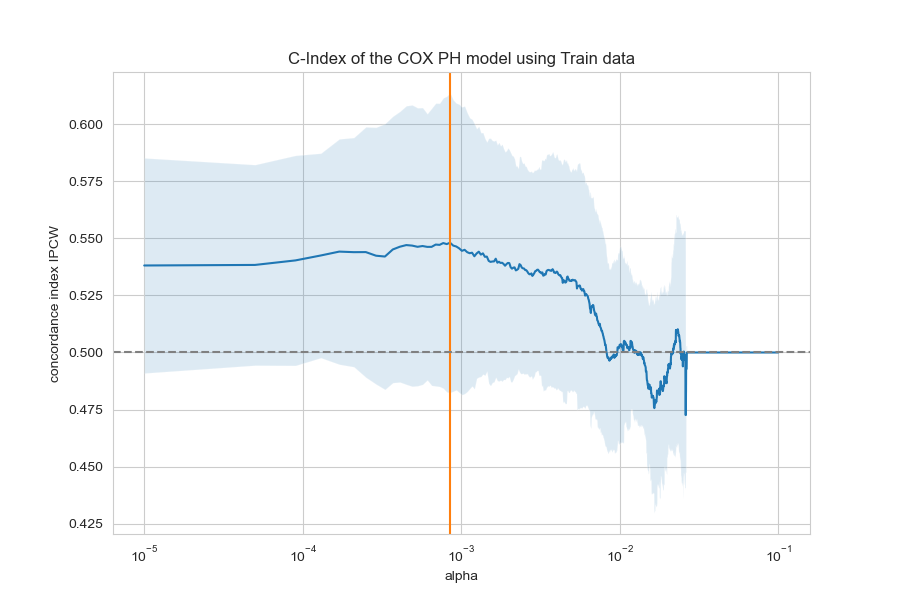 C-Index of the COX PH model using Train data
concordance index IPCW
0.600
0.575
0.550
0.525
0.500
0.475
0.450
0.425
10⁻⁵ 10⁻⁴ 10⁻³ 10⁻² 10⁻¹
alpha